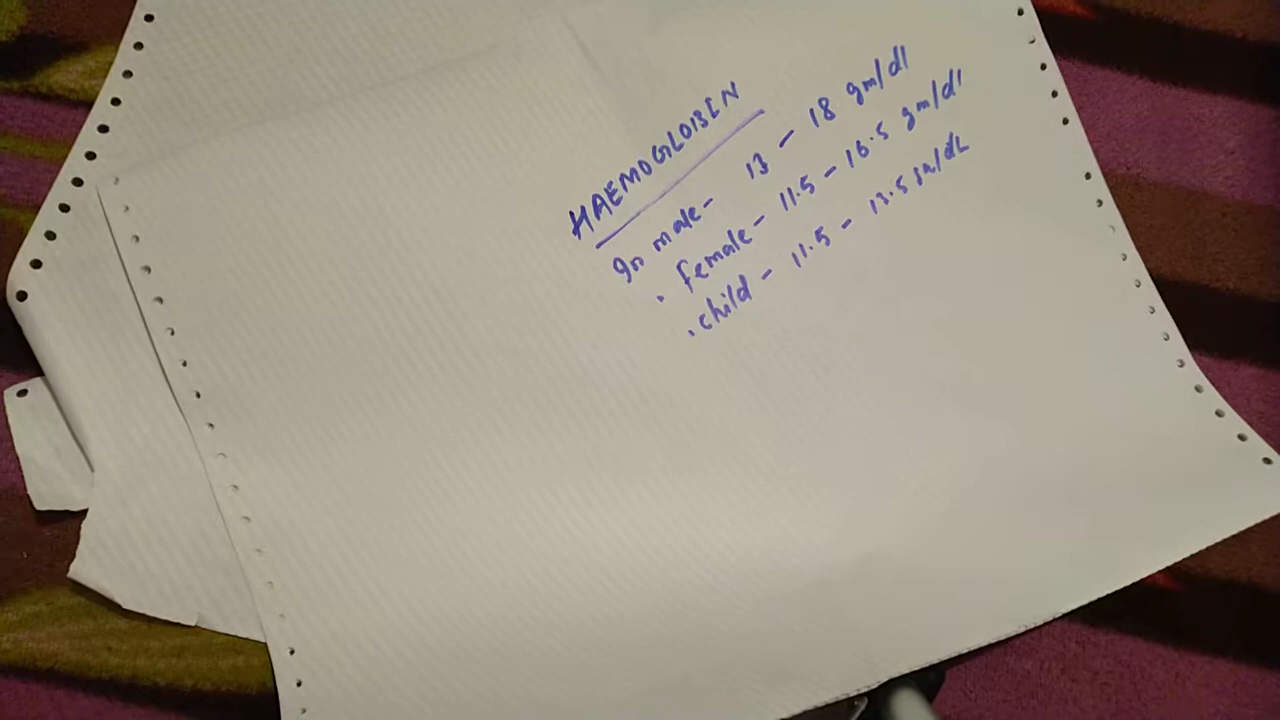 HAEMOGLOBIN
In male- 13 - 18 gm/dl
. female - 11.5 - 16.5 gm/dl
. child - 11.5 - 13.5 gm/dL